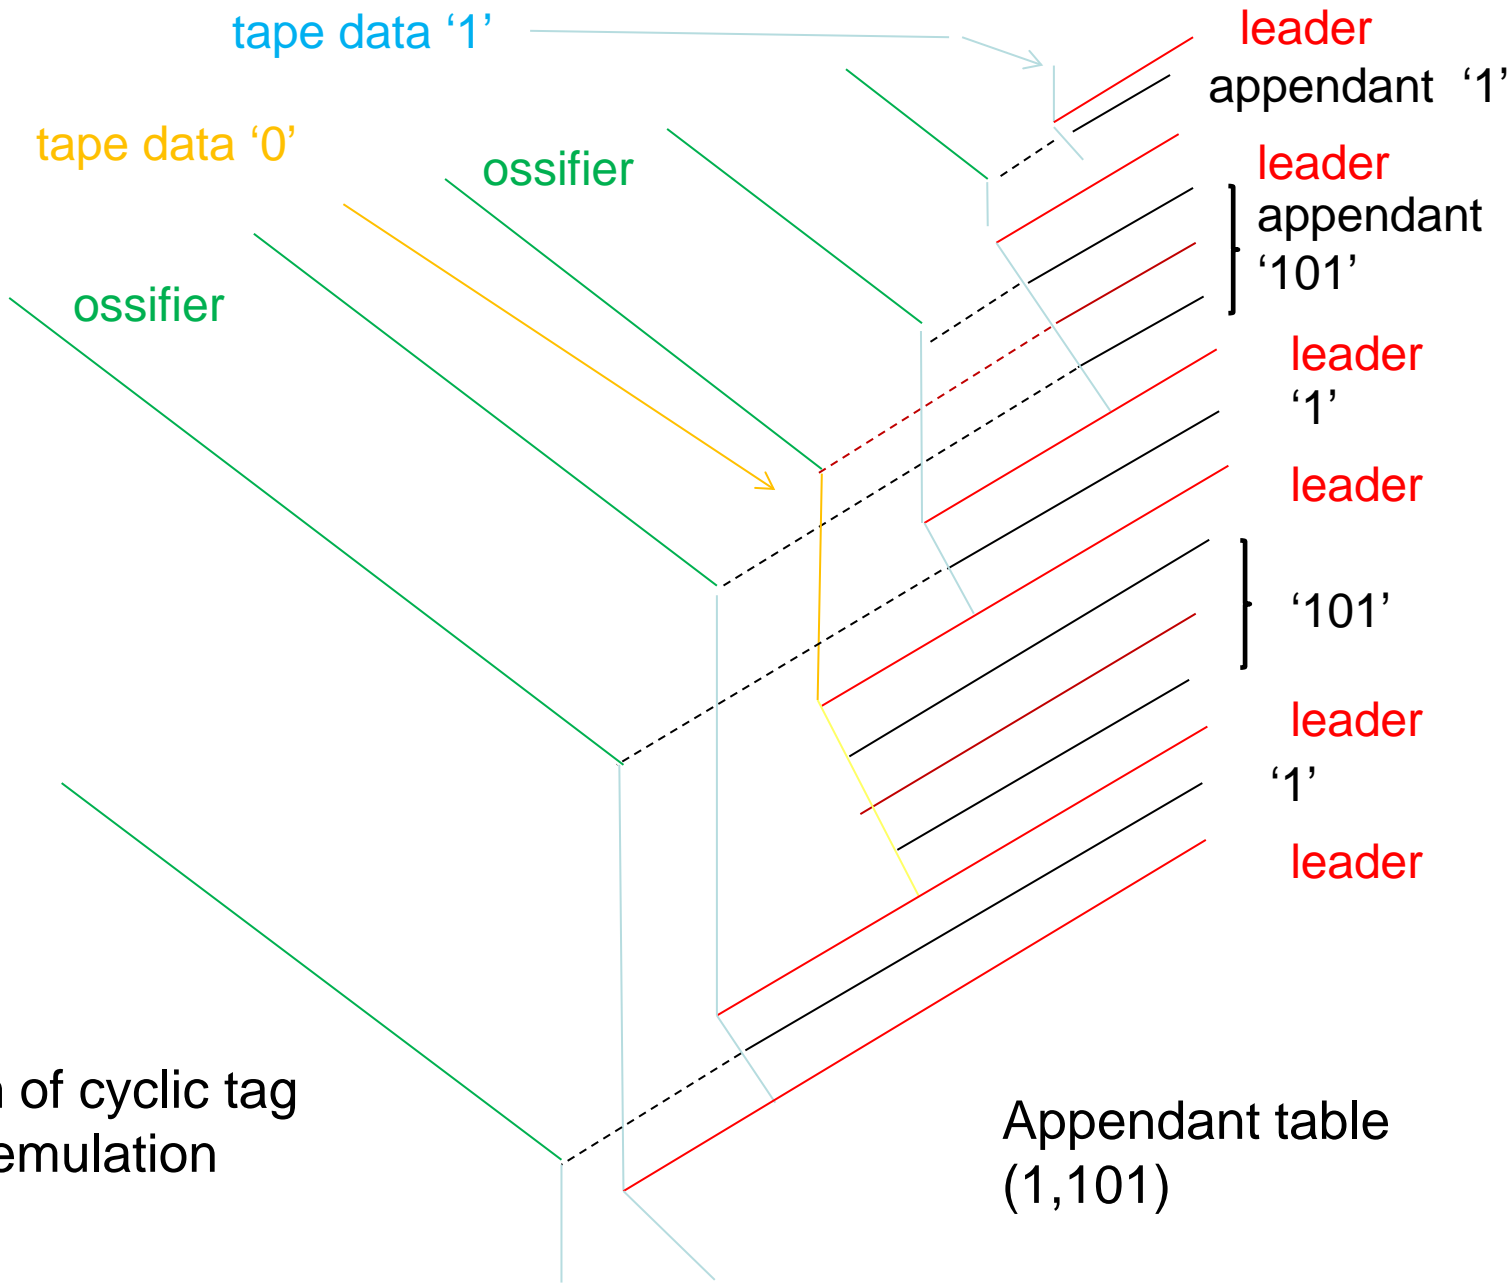 tape data ‘1’
leader
appendant ‘1’
tape data ‘0’
ossifier
leader
appendant
‘101’
ossifier
leader
‘1’
leader
‘101’
leader
‘1’
leader
of cyclic tag
emulation
Appendant table
(1,101)